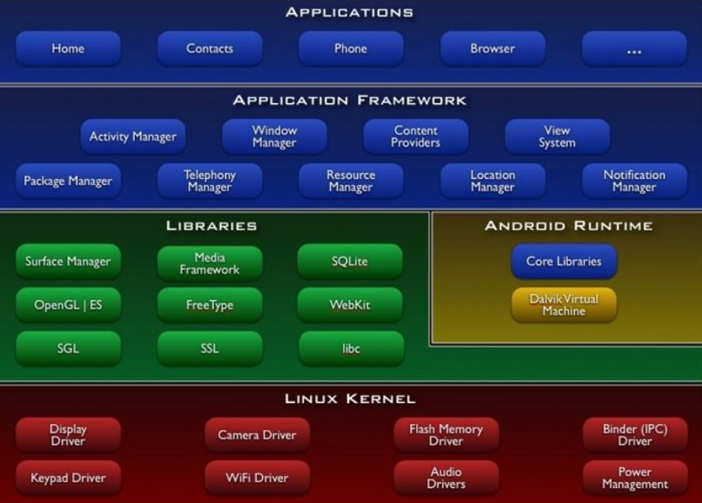 APPLICATIONS
Home
Contacts
Phone
Browser
...
APPLICATION FRAMEWORK
Activity Manager
Window
Manager
Content
Providers
View
System
Package Manager
Telephony
Manager
Resource
Manager
Location
Manager
Notification
Manager
LIBRARIES
Surface Manager
Media
Framework
SQLite
OpenGL | ES
FreeType
WebKit
SGL
SSL
libc
ANDROID RUNTIME
Core Libraries
Dalvik Virtual
Machine
LINUX KERNEL
Display
Driver
Camera Driver
Flash Memory
Driver
Binder (IPC)
Driver
Keypad Driver
WiFi Driver
Audio
Drivers
Power
Management